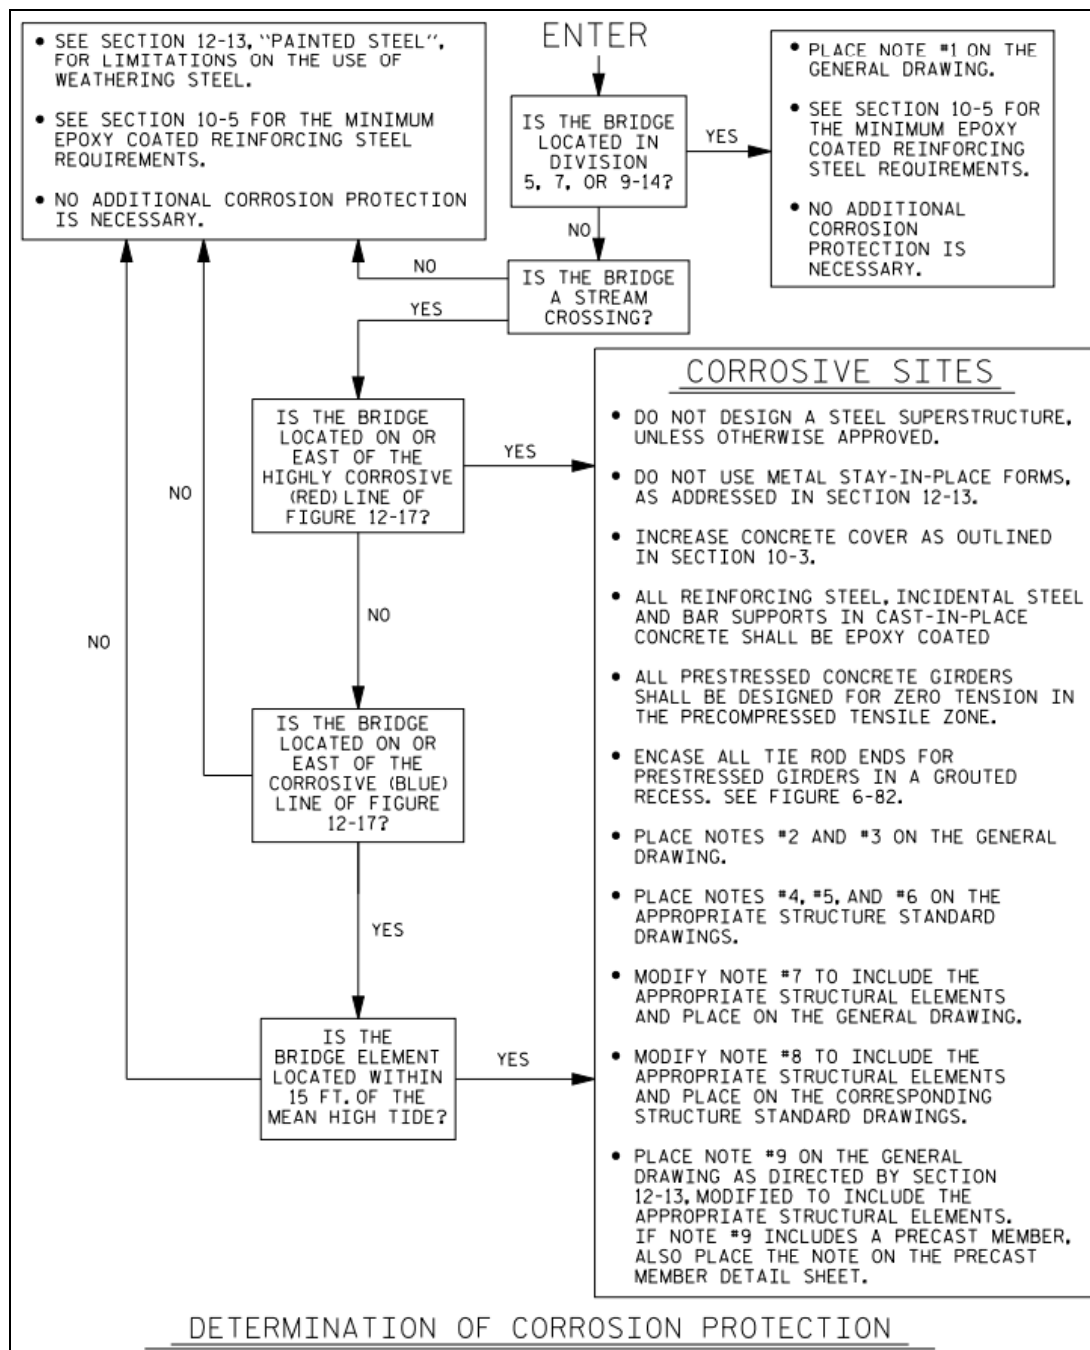 • SEE SECTION 12-13, "PAINTED STEEL",
FOR LIMITATIONS ON THE USE OF
WEATHERING STEEL.
• SEE SECTION 10-5 FOR THE MINIMUM
EPOXY COATED REINFORCING STEEL
REQUIREMENTS.
• NO ADDITIONAL CORROSION PROTECTION
IS NECESSARY.
ENTER
IS THE BRIDGE
LOCATED IN
DIVISION
5, 7, OR 9-14?
YES
• PLACE NOTE #1 ON THE
GENERAL DRAWING.
• SEE SECTION 10-5 FOR
THE MINIMUM EPOXY
COATED REINFORCING
STEEL REQUIREMENTS.
• NO ADDITIONAL
CORROSION
PROTECTION IS
NECESSARY.
NO
IS THE BRIDGE
A STREAM
CROSSING?
NO
YES
IS THE BRIDGE
LOCATED ON OR
EAST OF THE
HIGHLY CORROSIVE
(RED) LINE OF
FIGURE 12-17?
YES
NO
NO
NO
IS THE BRIDGE
LOCATED ON OR
EAST OF THE
CORROSIVE (BLUE)
LINE OF FIGURE
12-17?
YES
IS THE
BRIDGE ELEMENT
LOCATED WITHIN
15 FT. OF THE
MEAN HIGH TIDE?
YES
CORROSIVE SITES
• DO NOT DESIGN A STEEL SUPERSTRUCTURE,
UNLESS OTHERWISE APPROVED.
• DO NOT USE METAL STAY-IN-PLACE FORMS,
AS ADDRESSED IN SECTION 12-13.
• INCREASE CONCRETE COVER AS OUTLINED
IN SECTION 10-3.
• ALL REINFORCING STEEL, INCIDENTAL STEEL
AND BAR SUPPORTS IN CAST-IN-PLACE
CONCRETE SHALL BE EPOXY COATED
• ALL PRESTRESSED CONCRETE GIRDERS
SHALL BE DESIGNED FOR ZERO TENSION IN
THE PRECOMPRESSED TENSILE ZONE.
• ENCASE ALL TIE ROD ENDS FOR
PRESTRESSED GIRDERS IN A GROUTED
RECESS. SEE FIGURE 6-82.
• PLACE NOTES #2 AND #3 ON THE GENERAL
DRAWING.
• PLACE NOTES #4, #5, AND #6 ON THE
APPROPRIATE STRUCTURE STANDARD
DRAWINGS.
• MODIFY NOTE #7 TO INCLUDE THE
APPROPRIATE STRUCTURAL ELEMENTS
AND PLACE ON THE GENERAL DRAWING.
• MODIFY NOTE #8 TO INCLUDE THE
APPROPRIATE STRUCTURAL ELEMENTS
AND PLACE ON THE CORRESPONDING
STRUCTURE STANDARD DRAWINGS.
• PLACE NOTE #9 ON THE GENERAL
DRAWING AS DIRECTED BY SECTION
12-13, MODIFIED TO INCLUDE THE
APPROPRIATE STRUCTURAL ELEMENTS.
IF NOTE #9 INCLUDES A PRECAST MEMBER,
ALSO PLACE THE NOTE ON THE PRECAST
MEMBER DETAIL SHEET.
DETERMINATION OF CORROSION PROTECTION